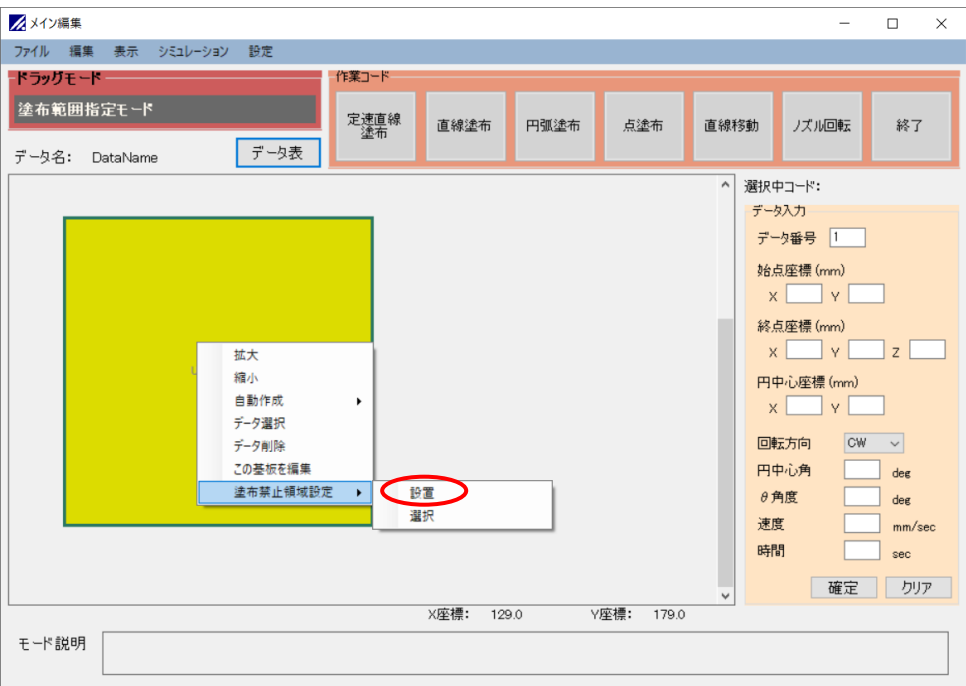 メイン編集
ファイル 編集 表示 シミュレーション 設定
ドラッグモード
塗布範囲指定モード
作業コード
定速直線
塗布
直線塗布
円弧塗布
点塗布
直線移動
ノズル回転
終了
データ名: DataName
データ表
選択中コード:
データ入力
データ番号 1
始点座標(mm)
X Y
終点座標(mm)
X Y Z
円中心座標(mm)
X Y
回転方向 CW
円中心角 deg
θ角度 deg
速度 mm/sec
時間 sec
確定 クリア
拡大
縮小
自動作成
データ選択
データ削除
この基板を編集
塗布禁止領域設定
設置
選択
X座標: 129.0 Y座標: 179.0
モード説明